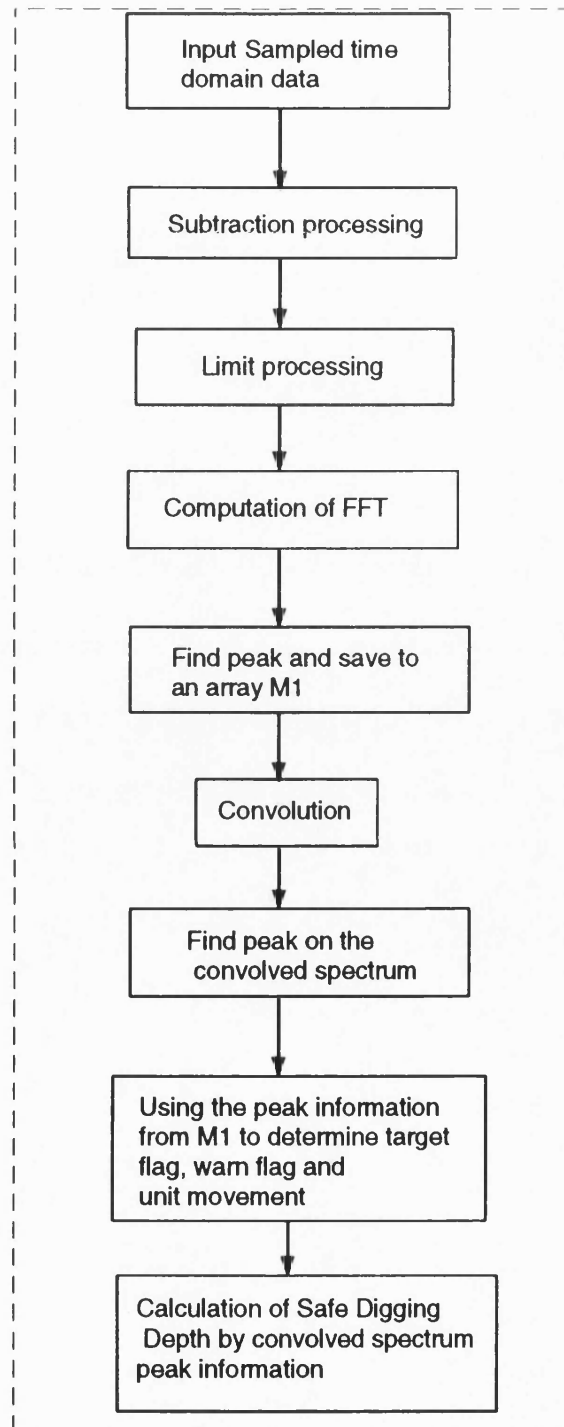 Input Sampled time
domain data
Subtraction processing
Limit processing
Computation of FFT
Find peak and save to
an array M1
Convolution
Find peak on the
convolved spectrum
Using the peak information
from M1 to determine target
flag, warn flag and
unit movement
Calculation of Safe Digging
Depth by convolved spectrum
peak information